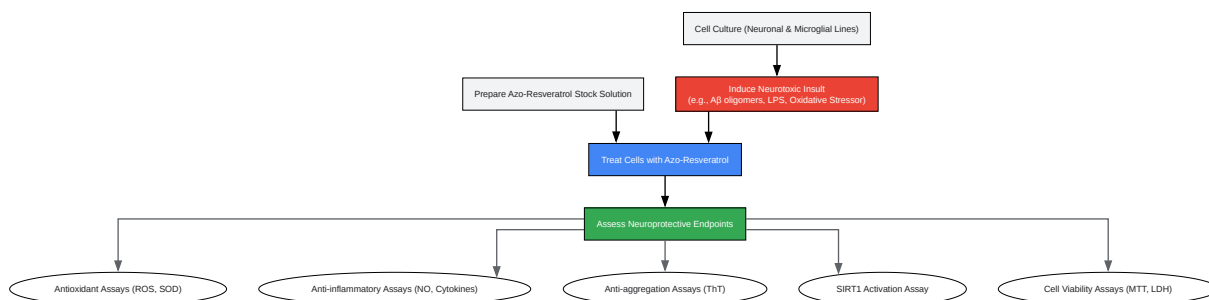 Cell Culture (Neuronal & Microglial Lines)
Prepare Azo-Resveratrol Stock Solution
Induce Neurotoxic Insult
(e.g., Aβ oligomers, LPS, Oxidative Stressor)
Treat Cells with Azo-Resveratrol
Assess Neuroprotective Endpoints
Antioxidant Assays (ROS, SOD)
Anti-inflammatory Assays (NO, Cytokines)
Anti-aggregation Assays (ThT)
SIRT1 Activation Assay
Cell Viability Assays (MTT, LDH)